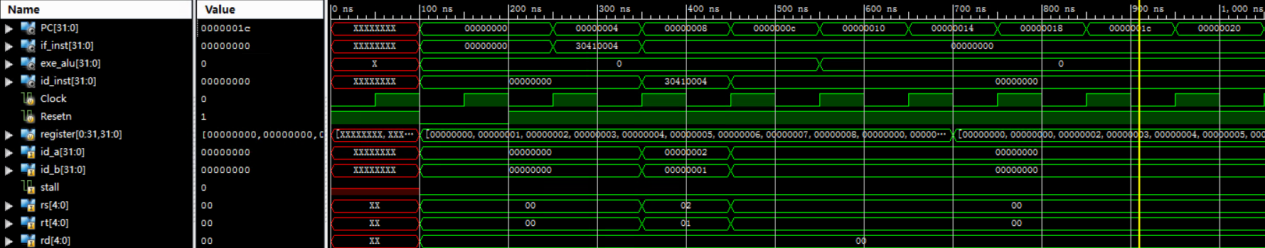 Name Value 0 ns 100 ns 200 ns 300 ns 400 ns 500 ns 600 ns 700 ns 800 ns 900 ns 1,000 ns
PC[31:0] 0000001c XXXXXXXX 00000000 00000004 00000008 0000000c 00000010 00000014 00000018 0000001c 00000020
if_inst[31:0] 00000000 XXXXXXXX 00000000 30410004 00000000
exe_alu[31:0] 0 X 0 0
id_inst[31:0] 00000000 XXXXXXXX 00000000 30410004 00000000
Clock 0
Resetn 1
register[0:31,31:0] [00000000,00000000,0 [XXXXXXXX,XXX... [00000000,00000001,00000002,00000003,00000004,00000005,00000006,00000007,00000008,00000000,00000... [00000000,00000000,00000002,00000003,00000004,00000005,000
id_a[31:0] 00000000 XXXXXXXX 00000000 00000002 00000000
id_b[31:0] 00000000 XXXXXXXX 00000000 00000001 00000000
stall 0
rs[4:0] 00 XX 00 02 00
rt[4:0] 00 XX 00 01 00
rd[4:0] 00 XX 00